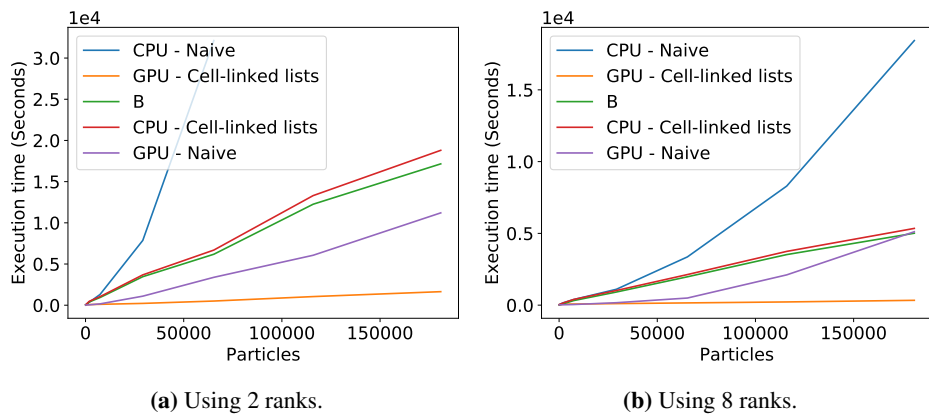 1e4
3.0
2.5
2.0
1.5
1.0
0.5
0.0
Execution time (Seconds)
CPU - Naive
GPU - Cell-linked lists
B
CPU - Cell-linked lists
GPU - Naive
0
50000
100000
150000
Particles
(a) Using 2 ranks.
1e4
1.5
1.0
0.5
0.0
Execution time (Seconds)
CPU - Naive
GPU - Cell-linked lists
B
CPU - Cell-linked lists
GPU - Naive
0
50000
100000
150000
Particles
(b) Using 8 ranks.